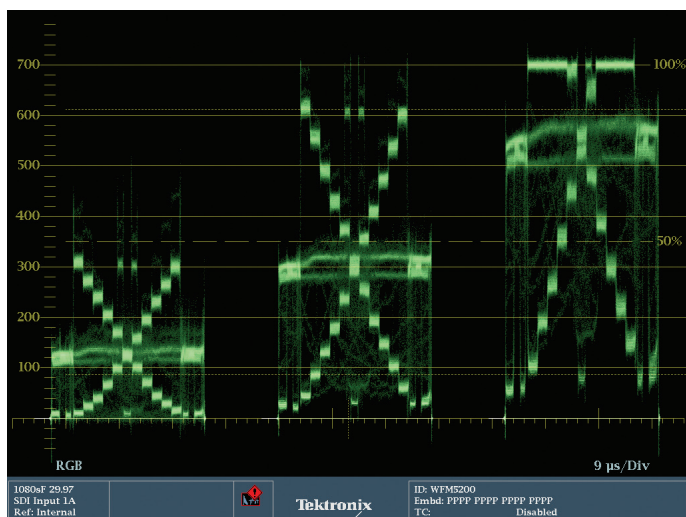 700
100%
600
500
400
50%
300
200
100
RGB
9 µs/Div
1080sF 29.97
SDI Input 1A
Ref: Internal
Tektronix
ID: WFM5200
Embd: PPPP PPPP PPPP PPPP
TC: Disabled